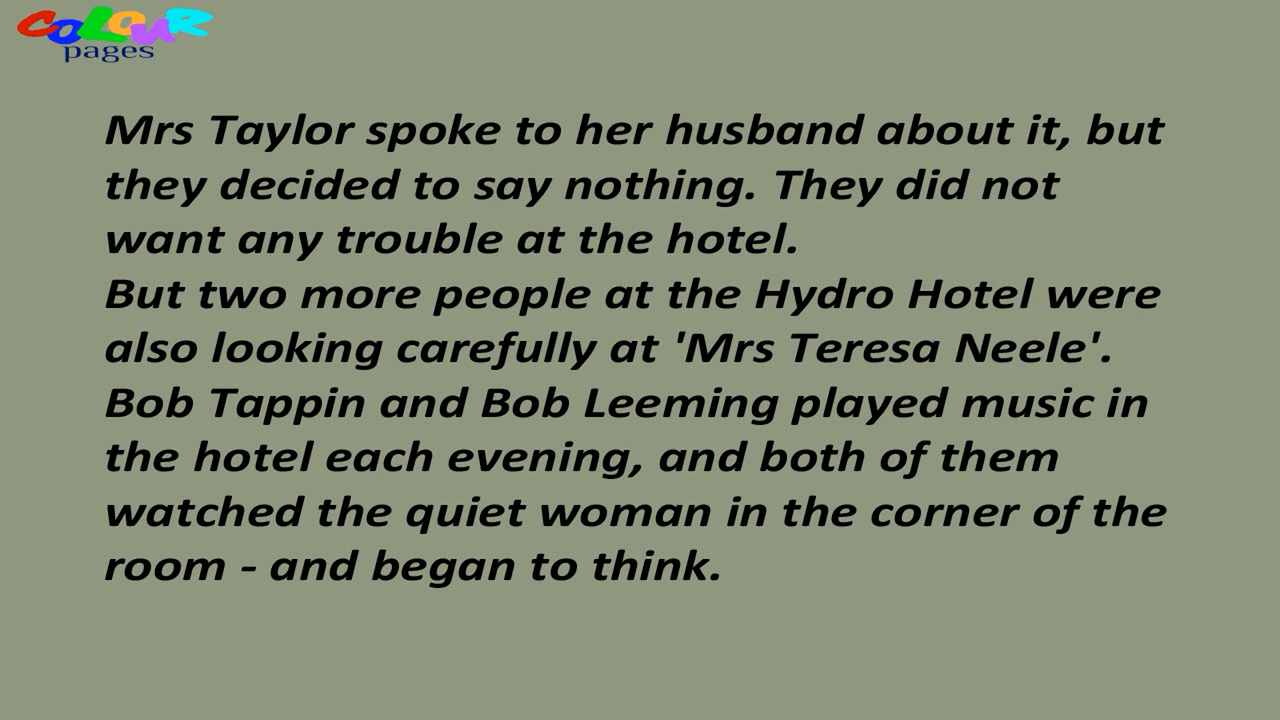 COLOUR
pages
Mrs Taylor spoke to her husband about it, but
they decided to say nothing. They did not
want any trouble at the hotel.
But two more people at the Hydro Hotel were
also looking carefully at 'Mrs Teresa Neele'.
Bob Tappin and Bob Leeming played music in
the hotel each evening, and both of them
watched the quiet woman in the corner of the
room - and began to think.